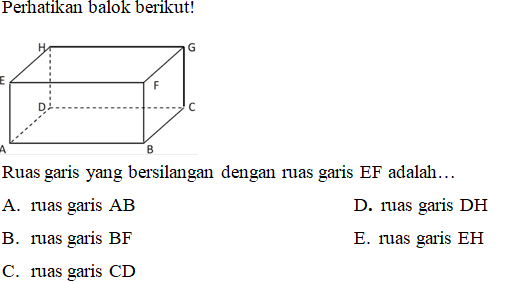 Perhatikan balok berikut!
H
G
E
F
D
C
A
B
Ruas garis yang bersilangan dengan ruas garis EF adalah…
A. ruas garis AB
D. ruas garis DH
B. ruas garis BF
E. ruas garis EH
C. ruas garis CD